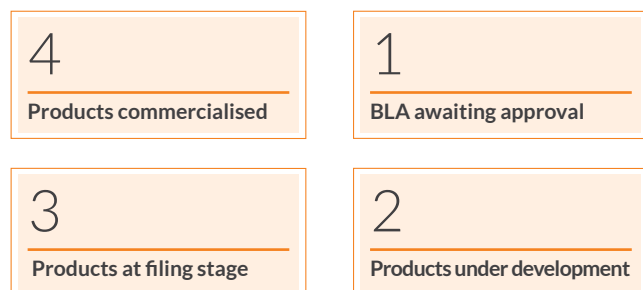 4
Products commercialised
1
BLA awaiting approval
3
Products at filing stage
2
Products under development